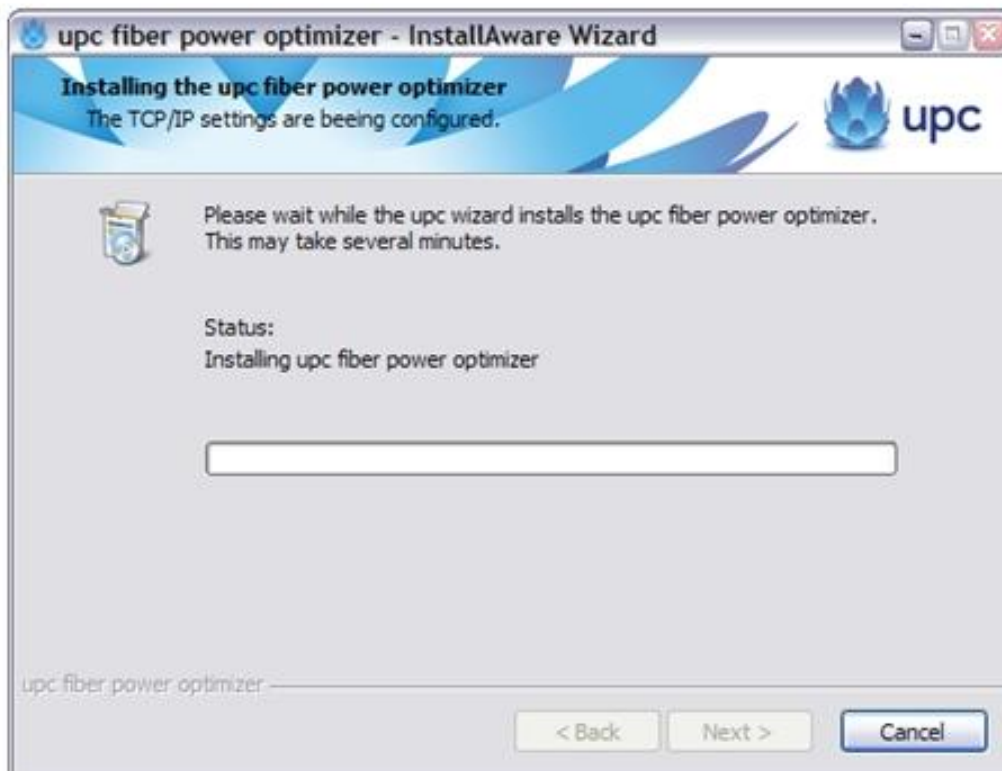 upc fiber power optimizer - InstallAware Wizard
Installing the upc fiber power optimizer
The TCP/IP settings are beeing configured.
upc
Please wait while the upc wizard installs the upc fiber power optimizer.
This may take several minutes.
Status:
Installing upc fiber power optimizer
upc fiber power optimizer
< Back
Next >
Cancel